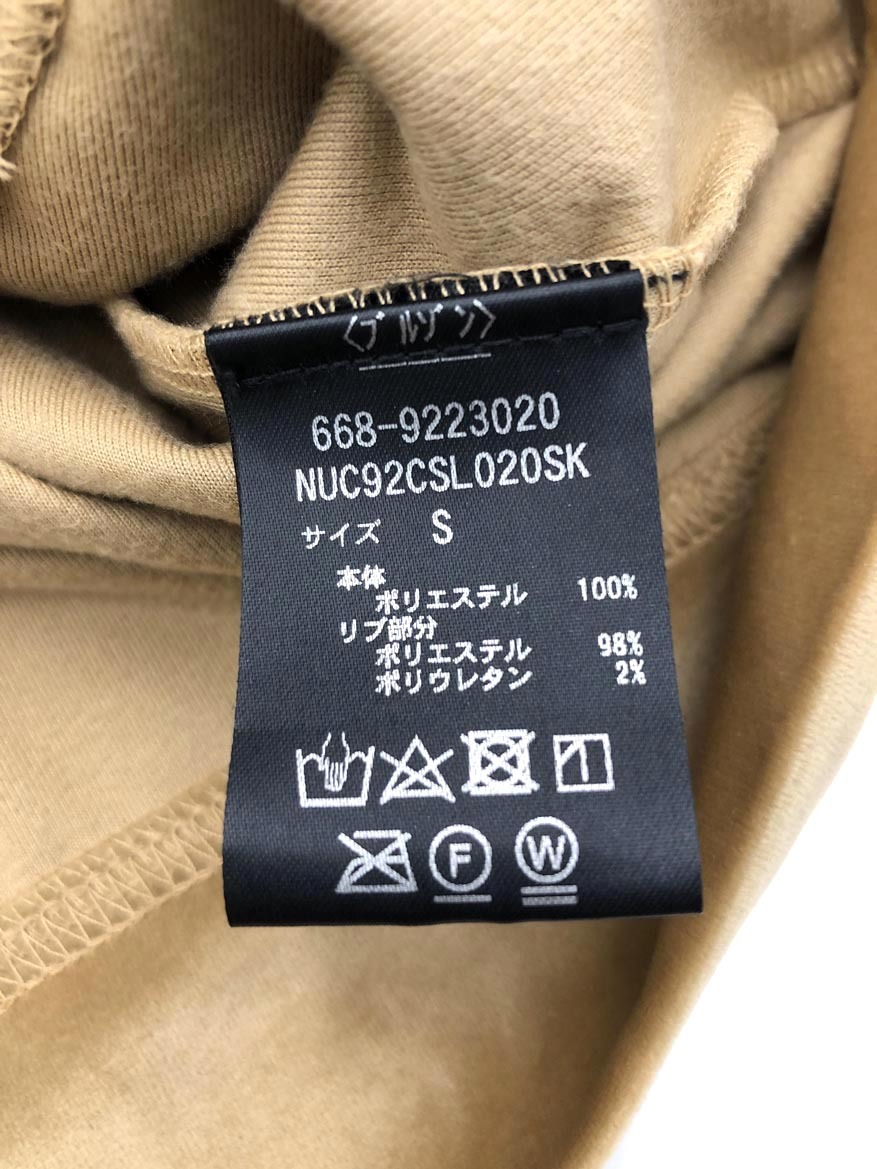 〈ブルゾン〉
668-9223020
NUC92CSL020SK
サイズ S
本体
ポリエステル 100%
リブ部分
ポリエステル 98%
ポリウレタン 2%
F W